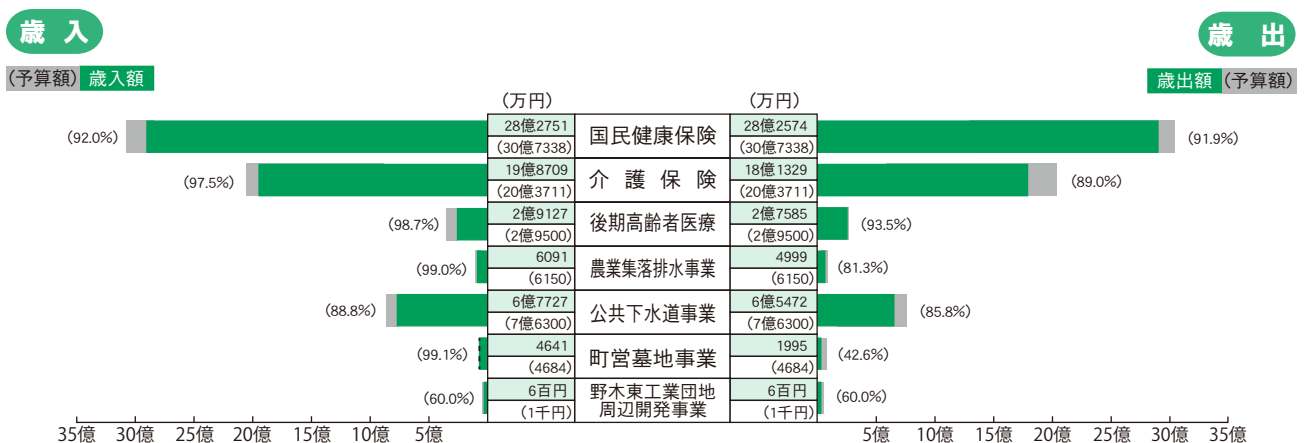 歳入
歳出
(予算額) 歳入額
歳出額 (予算額)
(万円)
(万円)
(92.0%) 28億2751 国民健康保険 28億2574 (91.9%)
(30億7338) (30億7338)
(97.5%) 19億8709 介護保険 18億1329 (89.0%)
(20億3711) (20億3711)
(98.7%) 2億9127 後期高齢者医療 2億7585 (93.5%)
(2億9500) (2億9500)
(99.0%) 6091 農業集落排水事業 4999 (81.3%)
(6150) (6150)
(88.8%) 6億7727 公共下水道事業 6億5472 (85.8%)
(7億6300) (7億6300)
(99.1%) 4641 町営墓地事業 1995 (42.6%)
(4684) (4684)
(60.0%) 6百円 野木東工業団地 6百円 (60.0%)
(1千円) 周辺開発事業 (1千円)
35億 30億 25億 20億 15億 10億 5億 5億 10億 15億 20億 25億 30億 35億